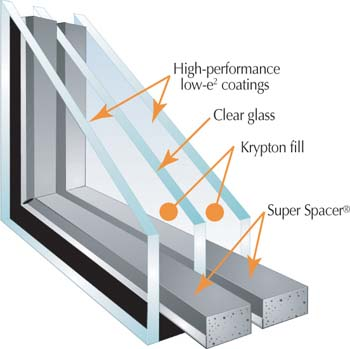 High-performance
low-e² coatings
Clear glass
Krypton fill
Super Spacer®